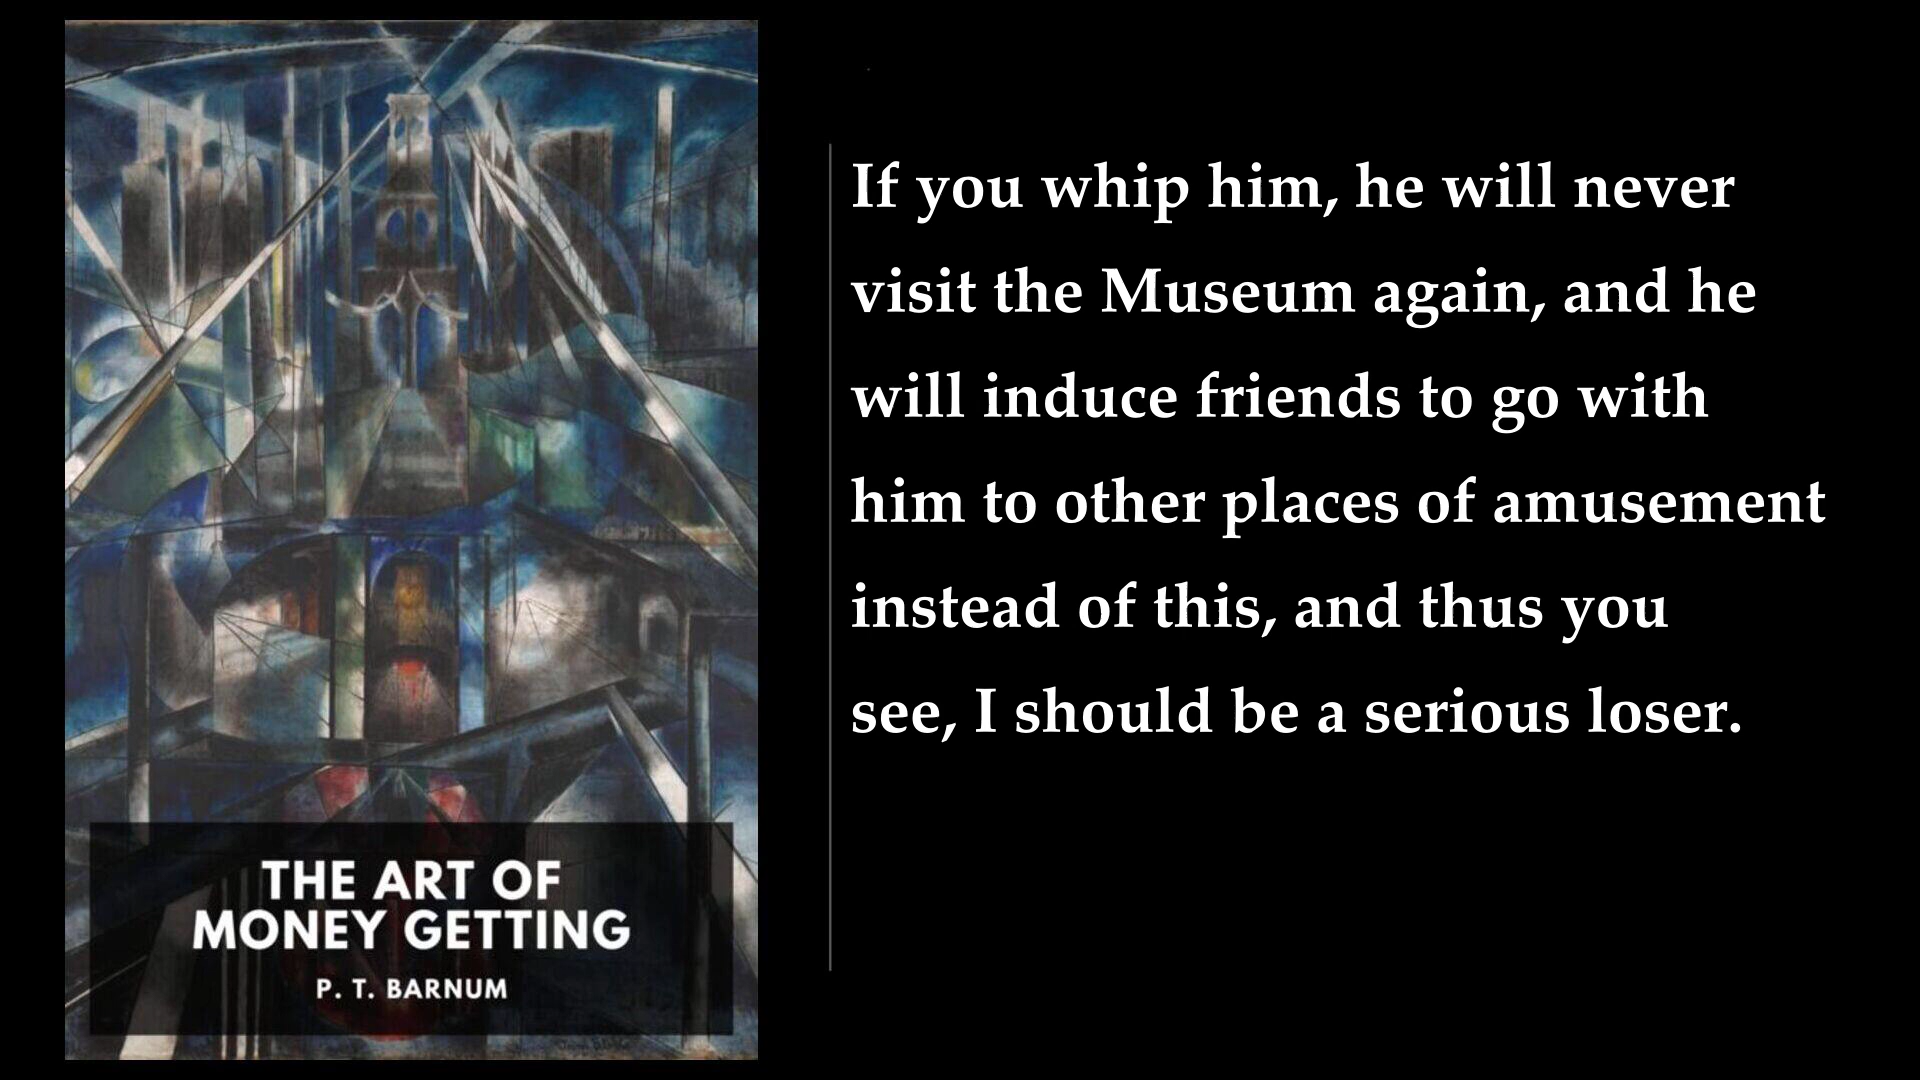 If you whip him, he will never
visit the Museum again, and he
will induce friends to go with
him to other places of amusement
instead of this, and thus you
see, I should be a serious loser.
THE ART OF
MONEY GETTING
P. T. BARNUM